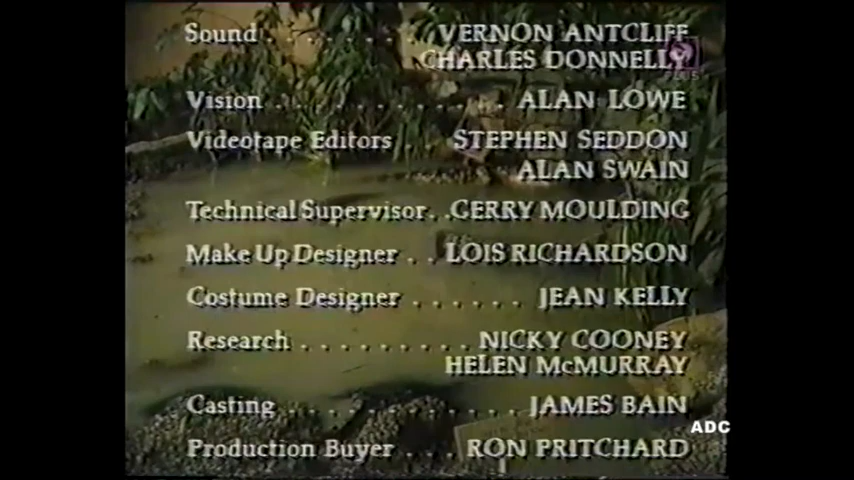 Sound . . . . . . . . VERNON ANTCLIFF
CHARLES DONNELLY
PLUS
Vision . . . . . . . . . . . . ALAN LOWE
Videotape Editors . . . STEPHEN SEDDON
ALAN SWAIN
Technical Supervisor . . GERRY MOULDING
Make Up Designer . . LOIS RICHARDSON
Costume Designer . . . . . . JEAN KELLY
Research . . . . . . . . . NICKY COONEY
HELEN McMURRAY
Casting . . . . . . . . . . . . JAMES BAIN
ADC
Production Buyer . . . RON PRITCHARD